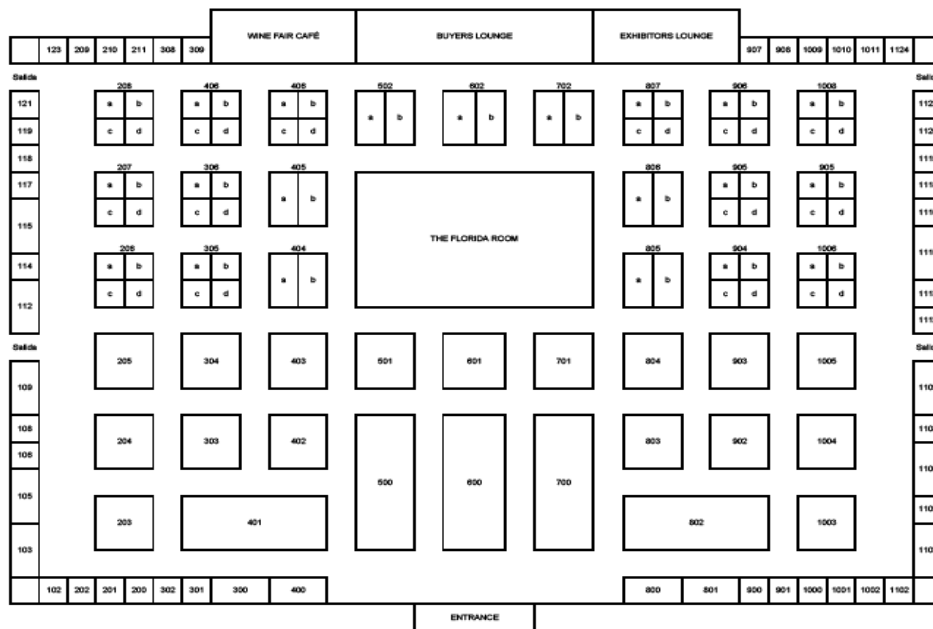 WINE FAIR CAFÉ BUYERS LOUNGE EXHIBITORS LOUNGE
123 209 210 211 308 309 907 908 1009 1010 1011 1124
Salida
121 119 118 117 115 114 112
Salida
109 108 106 105 103
406 502 602 702 807 906 1008
a b a b a b a b a b a b a b a b a b
c d c d c d c d c d c d
207 306 405 806 905 905
a b a b a b a b a b a b
c d c d c d c d
THE FLORIDA ROOM
305 404 805 904 1006
a b a b a b a b a b a b
c d c d c d c d
205 304 403 501 601 701 804 903 1005
204 303 402 500 600 700 803 902 1004
203 401 802 1003
102 202 201 200 302 301 300 400 800 801 900 901 1000 1001 1002 1102
ENTRANCE